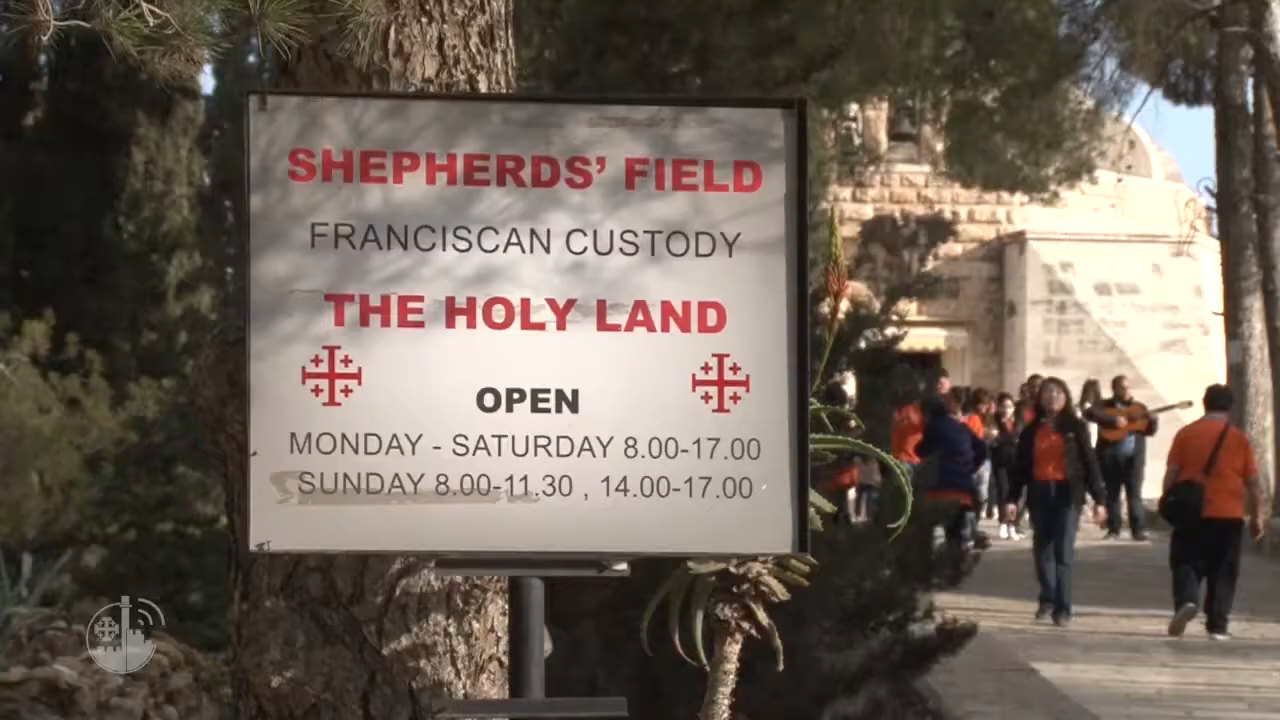 SHEPHERDS’ FIELD
FRANCISCAN CUSTODY
THE HOLY LAND
OPEN
MONDAY - SATURDAY 8.00-17.00
SUNDAY 8.00-11.30 , 14.00-17.00